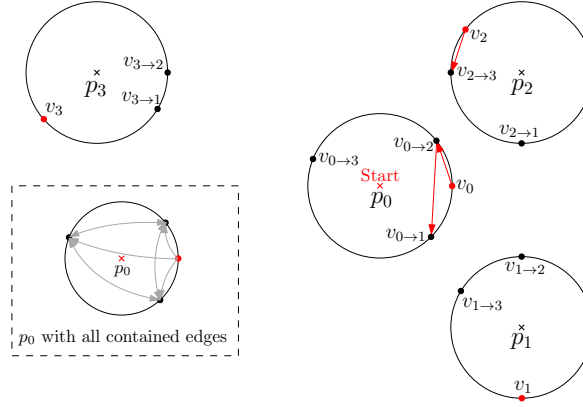 v₂
v₃→₂
p₃
v₂→₃
p₂
v₃→₁
v₃
v₂→₁
v₀→₂
v₀→₃
Start
v₀
p₀
v₀→₁
v₁→₂
p₀
v₁→₃
p₁
p₀ with all contained edges
v₁